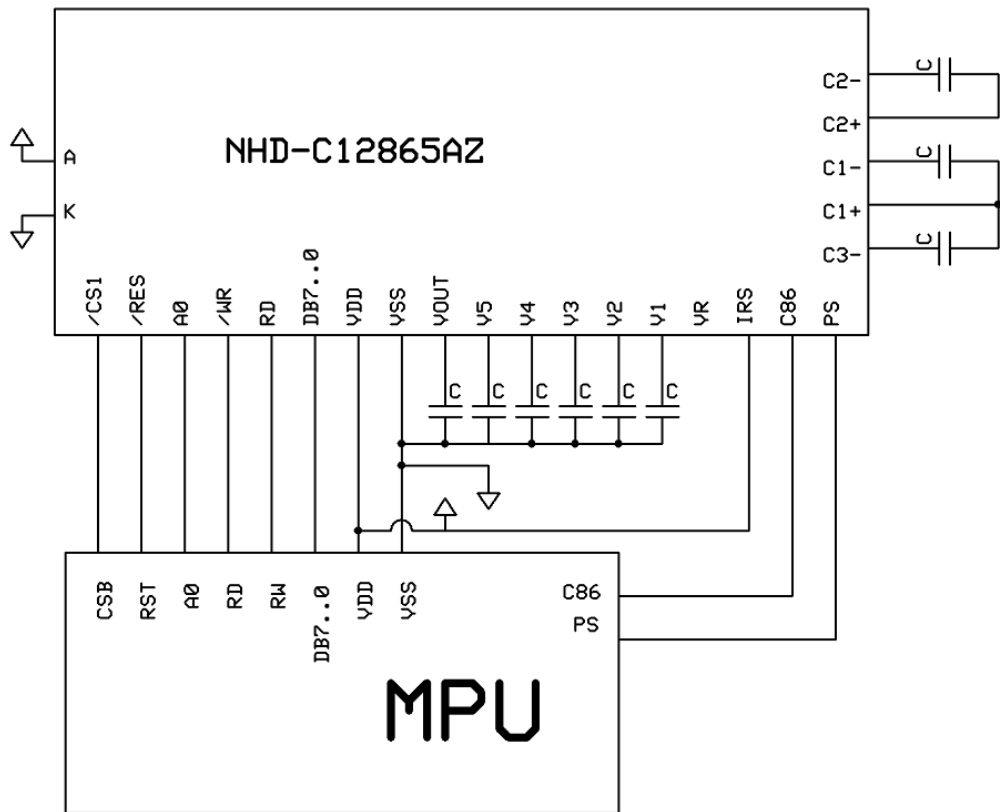 C
C2-
C2+
NHD-C12865AZ
A
C
C1-
K
C1+
C
C3-
/CS1
/RES
A0
/WR
RD
DB7..0
VDD
VSS
VOUT
V5
V4
V3
V2
V1
VR
IRS
C86
PS
C C C C C C
CSB
RST
A0
RD
RW
DB7..0
VDD
VSS
C86
PS
MPU